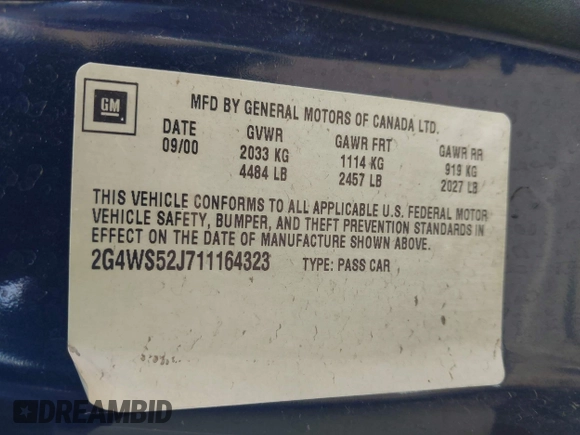 GM
MFD BY GENERAL MOTORS OF CANADA LTD.
DATE GVWR GAWR FRT GAWR RR
09/00 2033 KG 1114 KG 919 KG
4484 LB 2457 LB 2027 LB
THIS VEHICLE CONFORMS TO ALL APPLICABLE U.S. FEDERAL MOTOR
VEHICLE SAFETY, BUMPER, AND THEFT PREVENTION STANDARDS IN
EFFECT ON THE DATE OF MANUFACTURE SHOWN ABOVE.
2G4WS52J711164323 TYPE: PASS CAR
DREAMBID